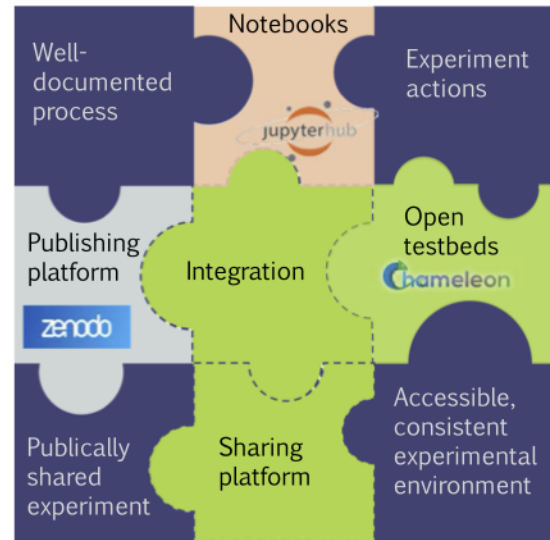 Well-
documented
process
Notebooks
jupyterhub
Experiment
actions
Publishing
platform
zenodo
Integration
Open
testbeds
Chameleon
Publically
shared
experiment
Sharing
platform
Accessible,
consistent
experimental
environment